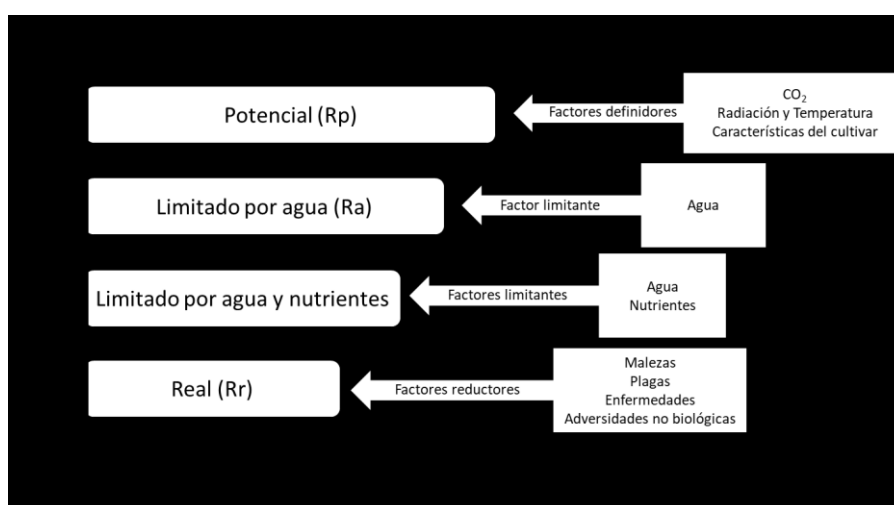 Potencial (Rp)
Factores definidores
CO₂
Radiación y Temperatura
Características del cultivar
Limitado por agua (Ra)
Factor limitante
Agua
Limitado por agua y nutrientes
Factores limitantes
Agua
Nutrientes
Real (Rr)
Factores reductores
Malezas
Plagas
Enfermedades
Adversidades no biológicas